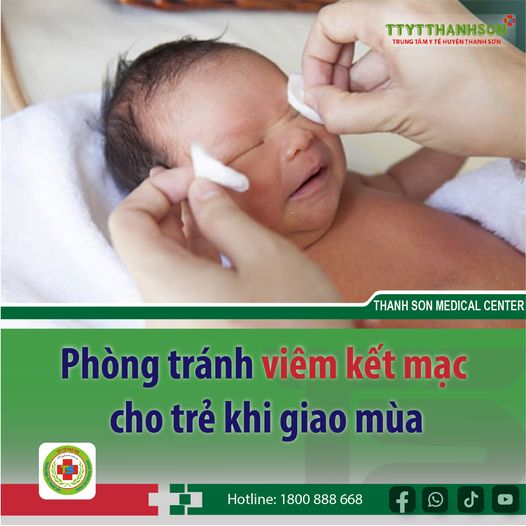 TTYTTHANHSON
TRUNG TÂM Y TẾ HUYỆN THANH SƠN
THANH SON MEDICAL CENTER
Phòng tránh viêm kết mạc
cho trẻ khi giao mùa
Hotline: 1800 888 668